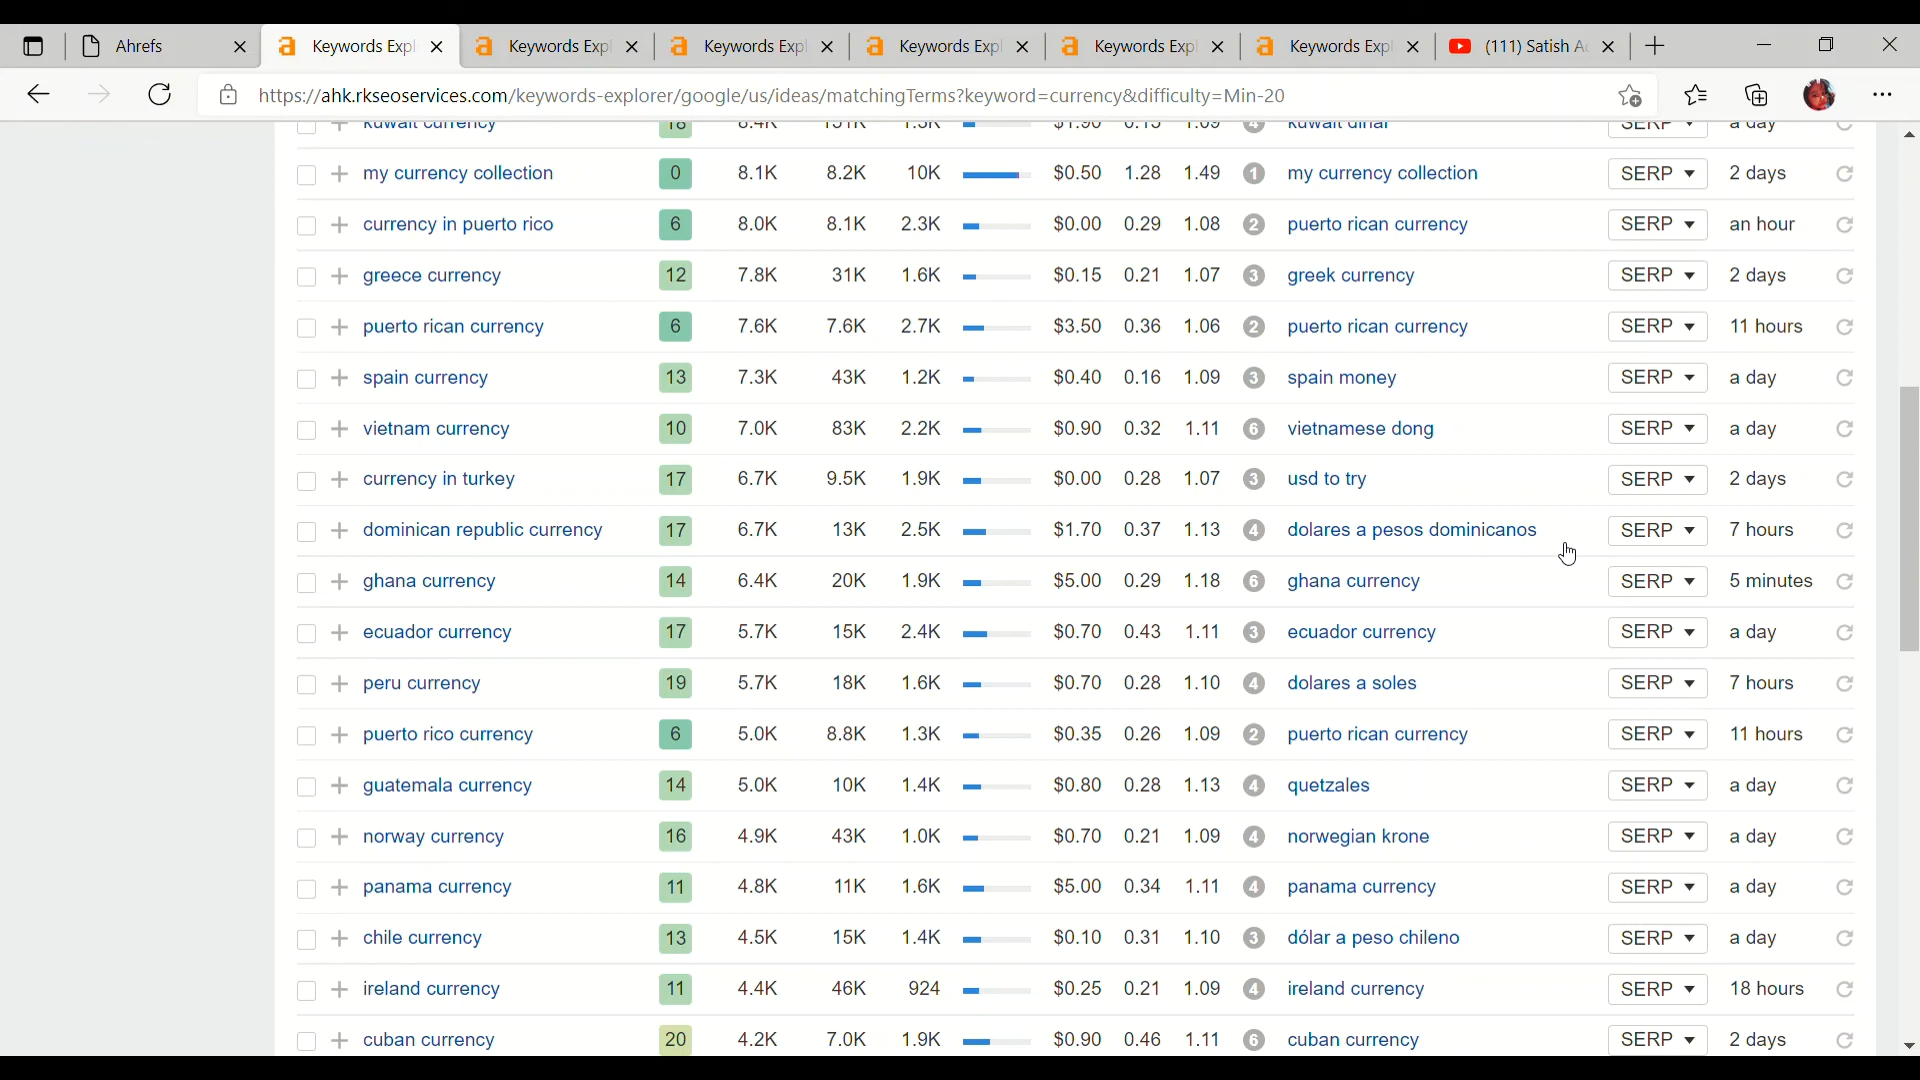 Ahrefs
Keywords Expl
Keywords Exp
Keywords Exp
Keywords Exp
Keywords Exp
Keywords Exp
(111) Satish A
https://ahk.rkseoservices.com/keywords-explorer/google/us/ideas/matchingTerms?keyword=currency&difficulty=Min-20
kuwait currency 18 8.4K 151K 1.3K $1.90 0.15 1.09 4 kuwait dinar SERP a day
my currency collection 0 8.1K 8.2K 10K $0.50 1.28 1.49 1 my currency collection SERP 2 days
currency in puerto rico 6 8.0K 8.1K 2.3K $0.00 0.29 1.08 2 puerto rican currency SERP an hour
greece currency 12 7.8K 31K 1.6K $0.15 0.21 1.07 3 greek currency SERP 2 days
puerto rican currency 6 7.6K 7.6K 2.7K $3.50 0.36 1.06 2 puerto rican currency SERP 11 hours
spain currency 13 7.3K 43K 1.2K $0.40 0.16 1.09 3 spain money SERP a day
vietnam currency 10 7.0K 83K 2.2K $0.90 0.32 1.11 6 vietnamese dong SERP a day
currency in turkey 17 6.7K 9.5K 1.9K $0.00 0.28 1.07 3 usd to try SERP 2 days
dominican republic currency 17 6.7K 13K 2.5K $1.70 0.37 1.13 4 dolares a pesos dominicanos SERP 7 hours
ghana currency 14 6.4K 20K 1.9K $5.00 0.29 1.18 6 ghana currency SERP 5 minutes
ecuador currency 17 5.7K 15K 2.4K $0.70 0.43 1.11 3 ecuador currency SERP a day
peru currency 19 5.7K 18K 1.6K $0.70 0.28 1.10 4 dolares a soles SERP 7 hours
puerto rico currency 6 5.0K 8.8K 1.3K $0.35 0.26 1.09 2 puerto rican currency SERP 11 hours
guatemala currency 14 5.0K 10K 1.4K $0.80 0.28 1.13 4 quetzales SERP a day
norway currency 16 4.9K 43K 1.0K $0.70 0.21 1.09 4 norwegian krone SERP a day
panama currency 11 4.8K 11K 1.6K $5.00 0.34 1.11 4 panama currency SERP a day
chile currency 13 4.5K 15K 1.4K $0.10 0.31 1.10 3 dólar a peso chileno SERP a day
ireland currency 11 4.4K 46K 924 $0.25 0.21 1.09 4 ireland currency SERP 18 hours
cuban currency 20 4.2K 7.0K 1.9K $0.90 0.46 1.11 6 cuban currency SERP 2 days